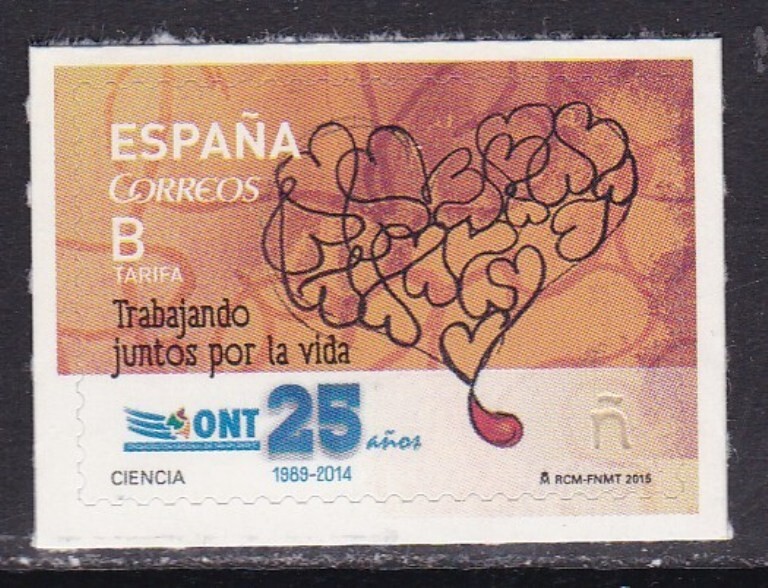 ESPAÑA
CORREOS
B
TARIFA
Trabajando
juntos por la vida
ONT 25 años
1989-2014
CIENCIA
ñ
RCM-FNMT 2015